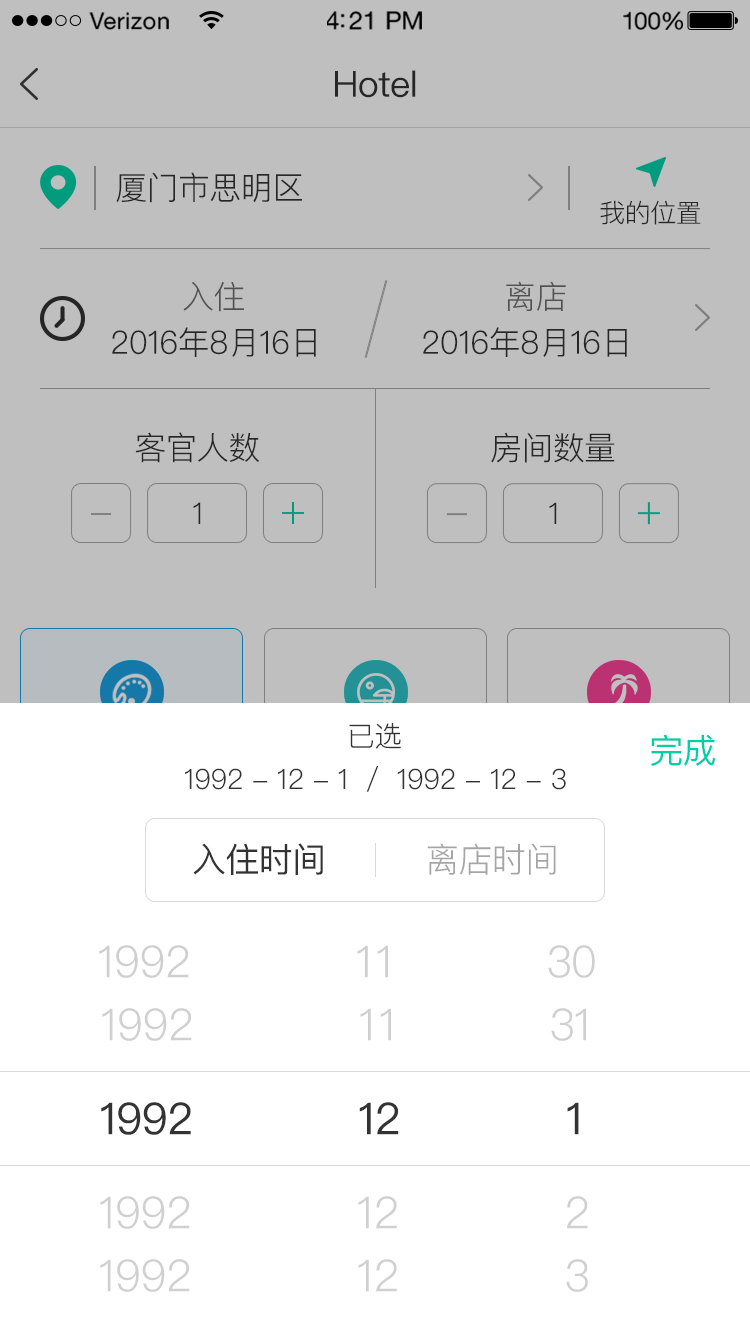 Verizon 4:21 PM 100%
Hotel
厦门市思明区
我的位置
入住 离店
2016年8月16日 / 2016年8月16日
客官人数 房间数量
− 1 + − 1 +
已选
完成
1992 – 12 – 1 / 1992 – 12 – 3
入住时间 离店时间
1992 11 30
1992 11 31
1992 12 1
1992 12 2
1992 12 3